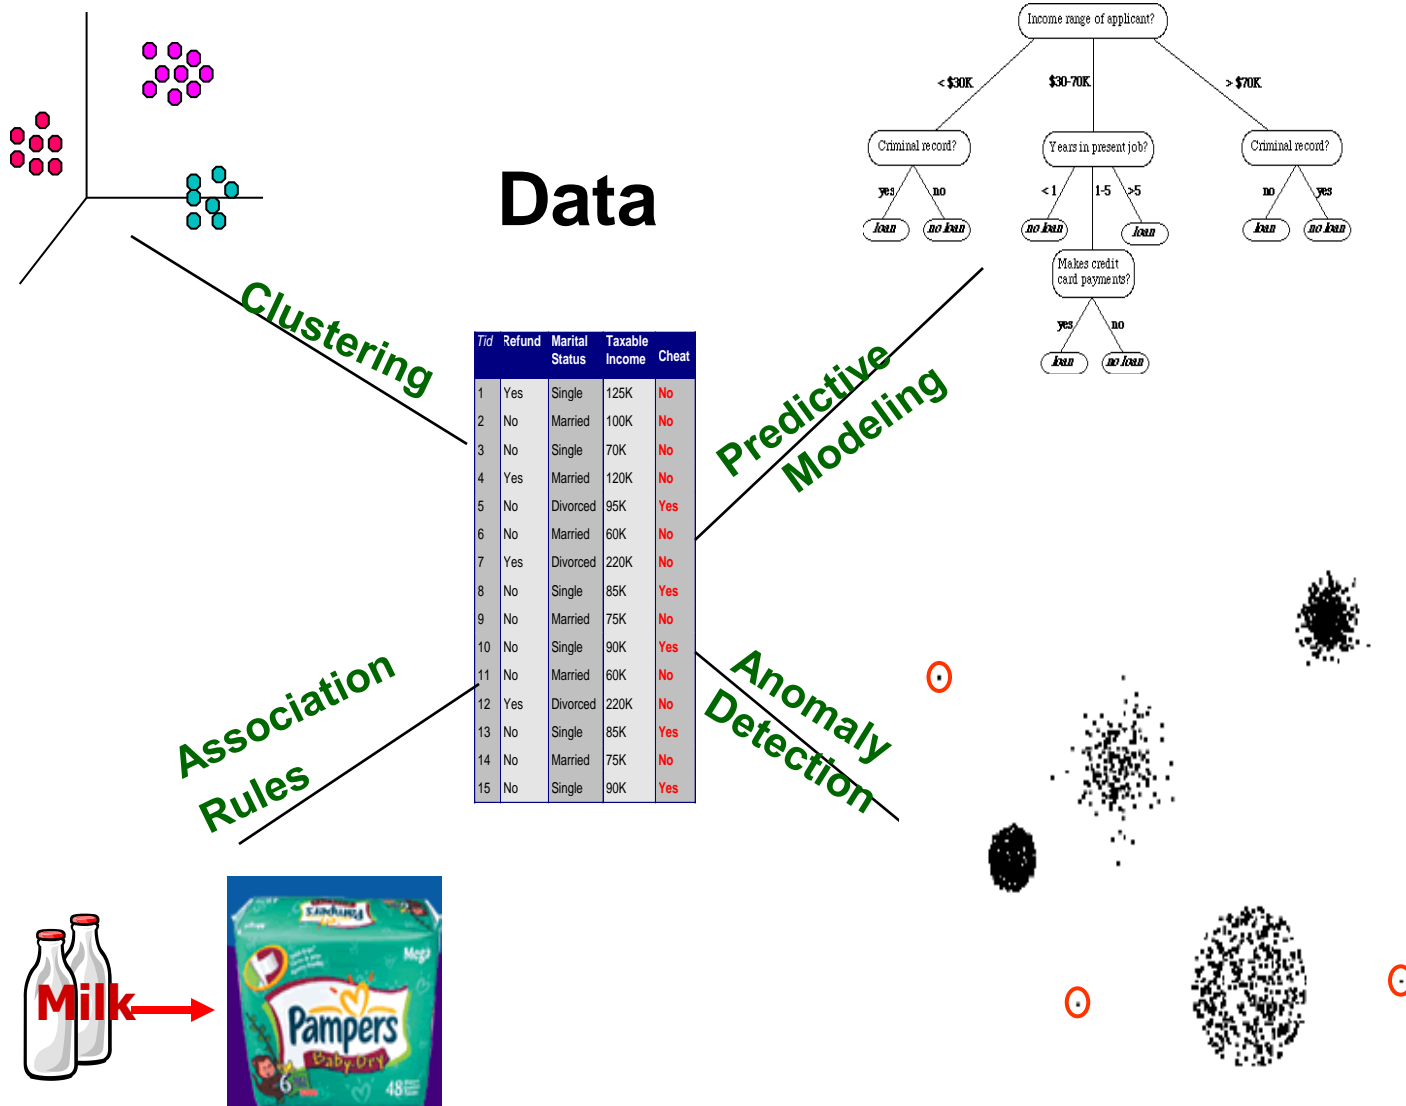 Income range of applicant?
< $30K
$30-70K
> $70K
Criminal record?
Years in present job?
Criminal record?
yes
no
< 1
1-5
>5
no
yes
loan
no loan
no loan
loan
loan
no loan
Makes credit
card payments?
yes
no
loan
no loan
Data
Clustering
Predictive
Modeling
Tid Refund Marital Status Taxable Income Cheat
1 Yes Single 125K No
2 No Married 100K No
3 No Single 70K No
4 Yes Married 120K No
5 No Divorced 95K Yes
6 No Married 60K No
7 Yes Divorced 220K No
8 No Single 85K Yes
9 No Married 75K No
10 No Single 90K Yes
11 No Married 60K No
12 Yes Divorced 220K No
13 No Single 85K Yes
14 No Married 75K No
15 No Single 90K Yes
Association
Rules
Anomaly
Detection
Milk
Pampers
Mega
Pampers
Baby-Dry
6
48